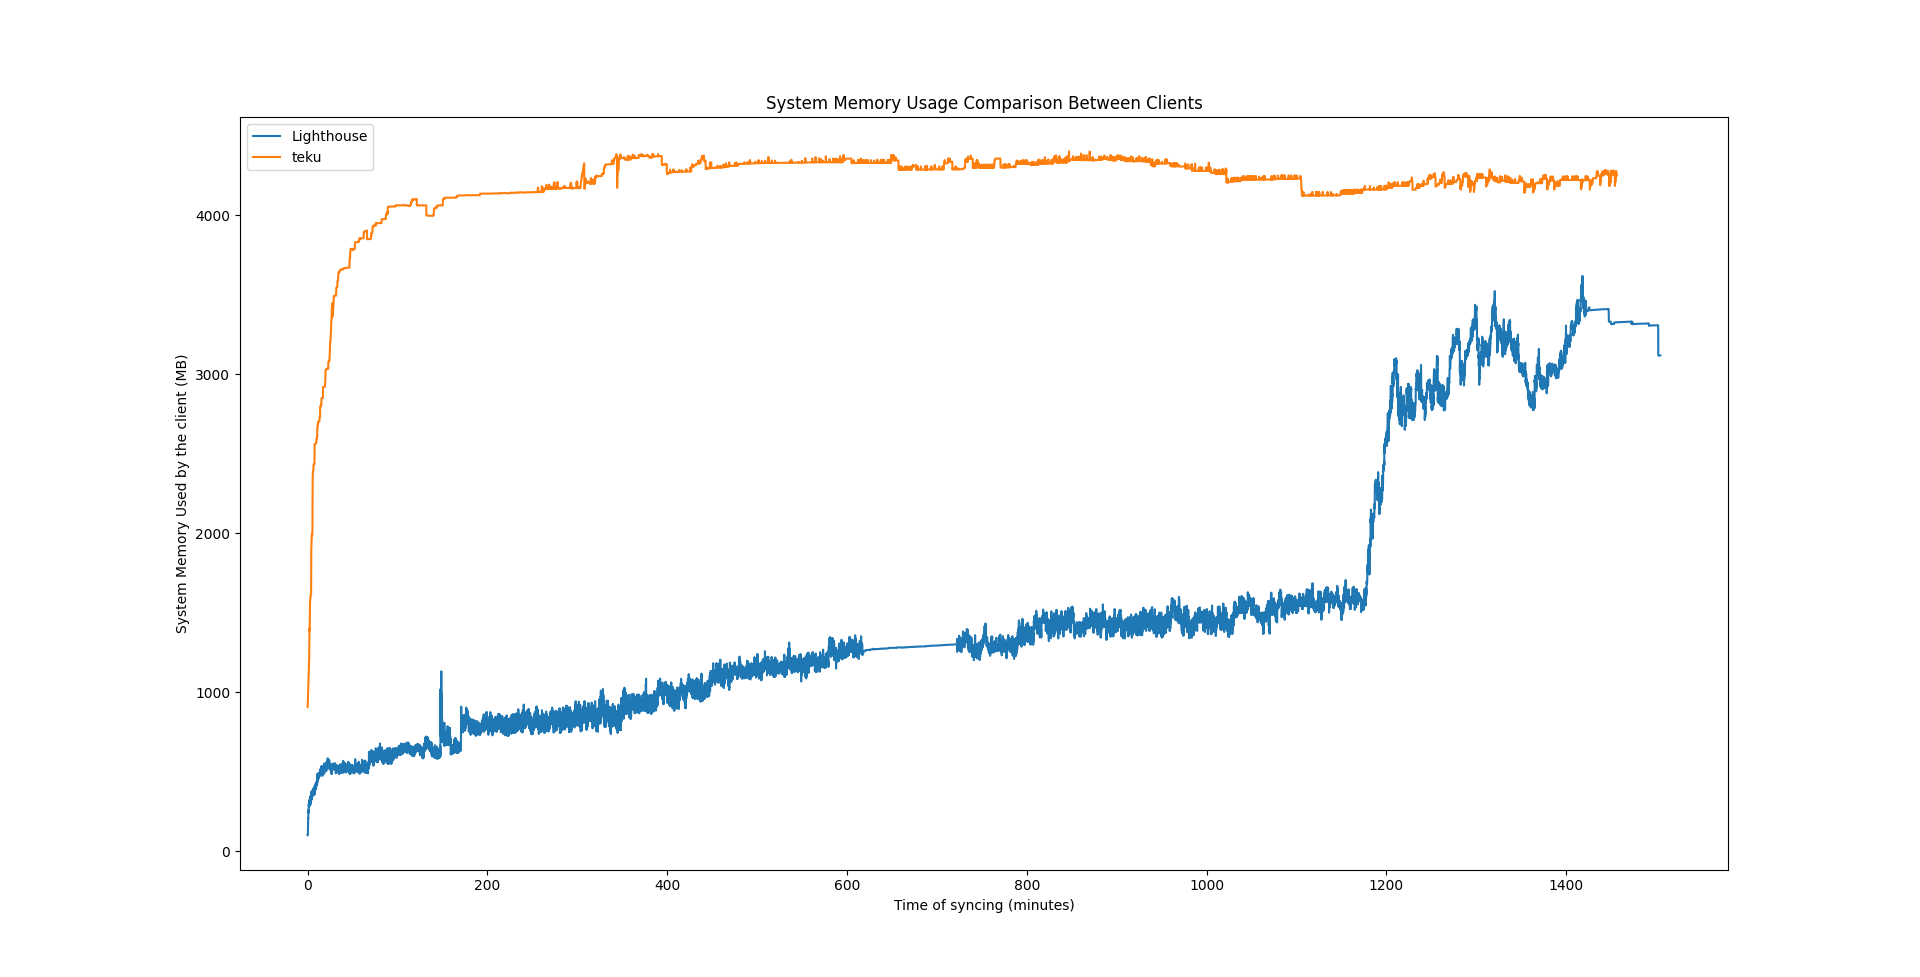 System Memory Usage Comparison Between Clients
Lighthouse
teku
System Memory Used by the client (MB)
4000
3000
2000
1000
0
0 200 400 600 800 1000 1200 1400
Time of syncing (minutes)